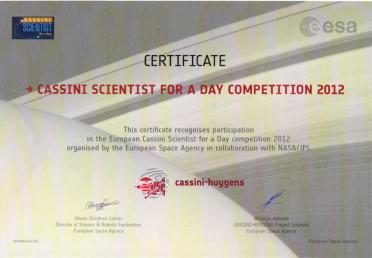 CASSINI
SCIENTIST
for a day
esa
CERTIFICATE
→ CASSINI SCIENTIST FOR A DAY COMPETITION 2012
This certificate recognises participation
in the European Cassini Scientist for a Day competition 2012
organised by the European Space Agency in collaboration with NASA/JPL
cassini-huygens
Alvaro Giménez Cañete
Director of Science & Robotic Exploration
European Space Agency
Nicolas Altobelli
CASSINI-HUYGENS Project Scientist
European Space Agency
www.esa.int
European Space Agency